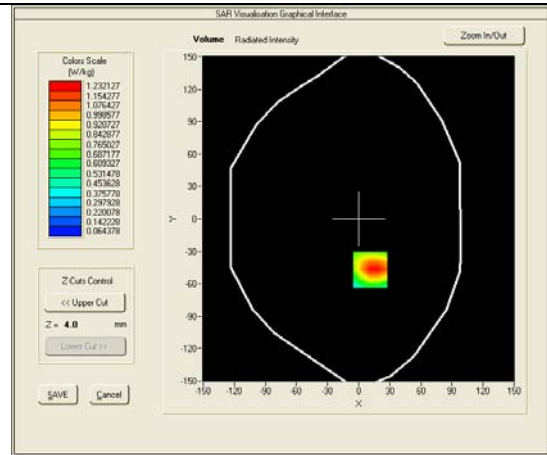 SAR Visualisation Graphical Interface
Volume Radiated Intensity
Zoom In/Out
Colors Scale
(W/kg)
1.232127
1.154277
1.076427
0.998577
0.920727
0.842877
0.765027
0.687177
0.609327
0.531478
0.453628
0.375778
0.297928
0.220078
0.142228
0.064378
Z Cuts Control
<< Upper Cut
Z = 4.0 mm
Lower Cut >>
SAVE Cancel
150
120
90
60
30
0
-30
-60
-90
-120
-150
Y
-150 -120 -90 -60 -30 0 30 60 90 120 150
X